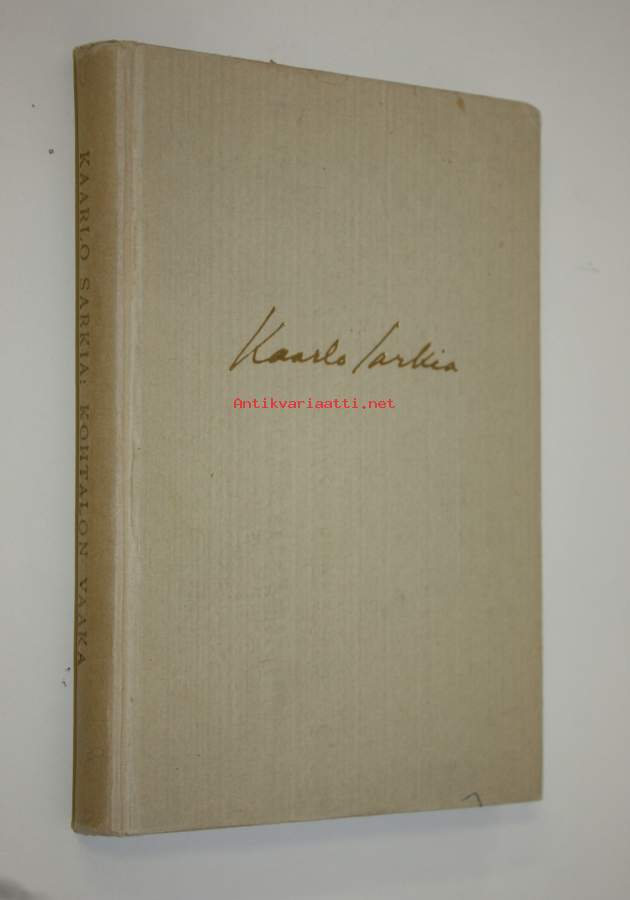 KAARLO SARKIA: KOHTALON VAAKA
Kaarlo Sarkia
Antikvariaatti.net